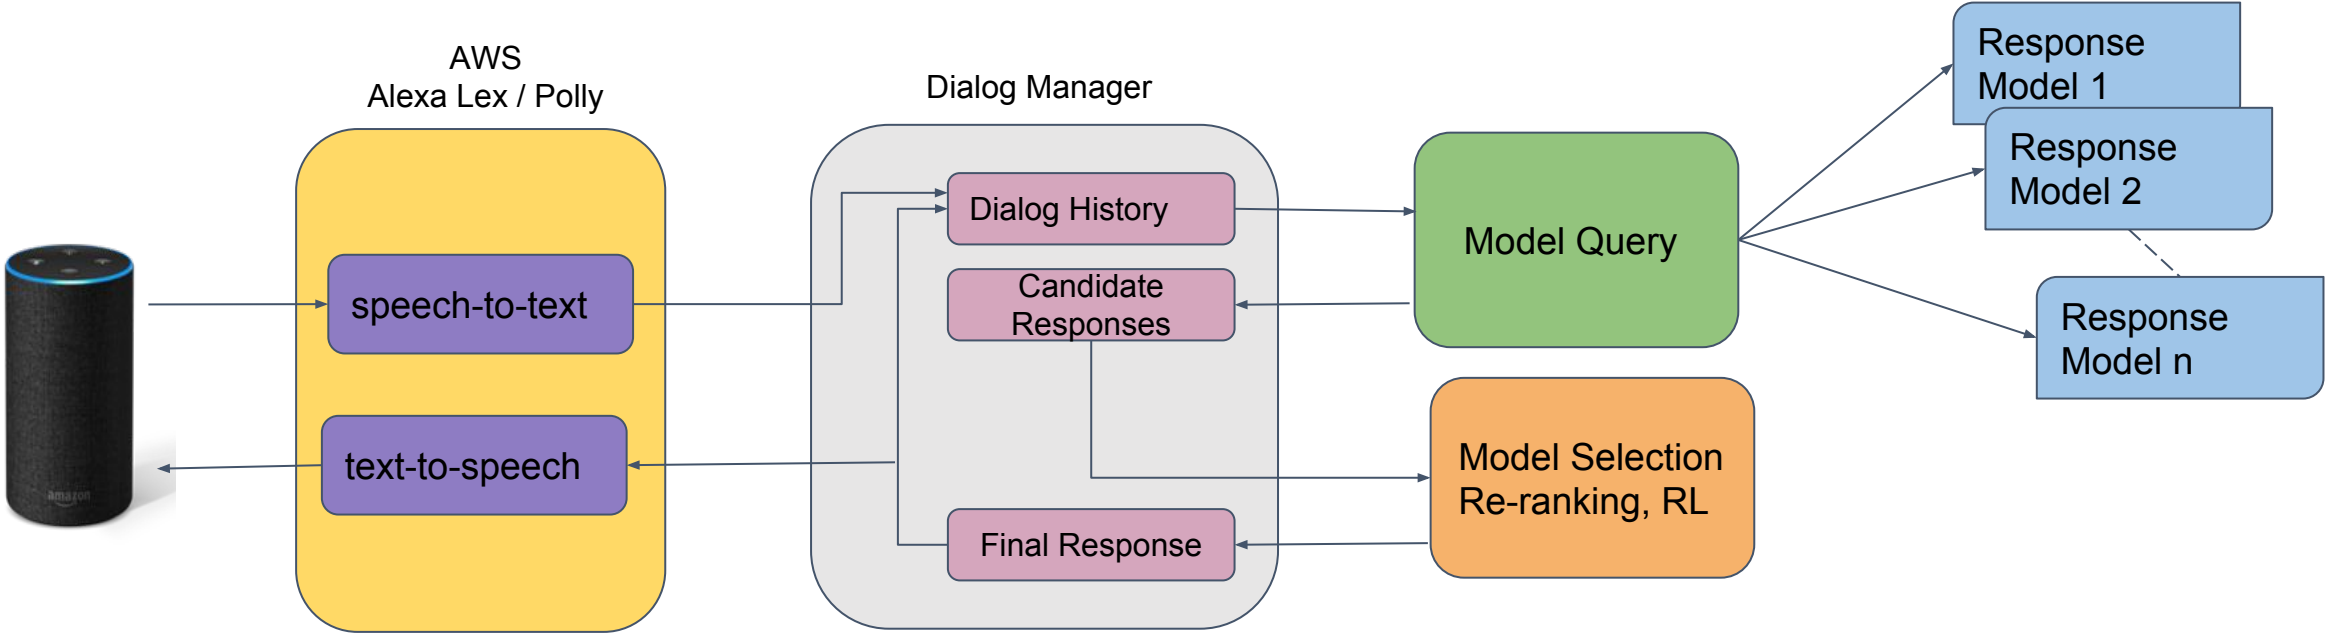 AWS
Alexa Lex / Polly
Dialog Manager
Response
Model 1
Response
Model 2
Response
Model n
Dialog History
Model Query
Candidate
Responses
speech-to-text
text-to-speech
amazon
Model Selection
Re-ranking, RL
Final Response